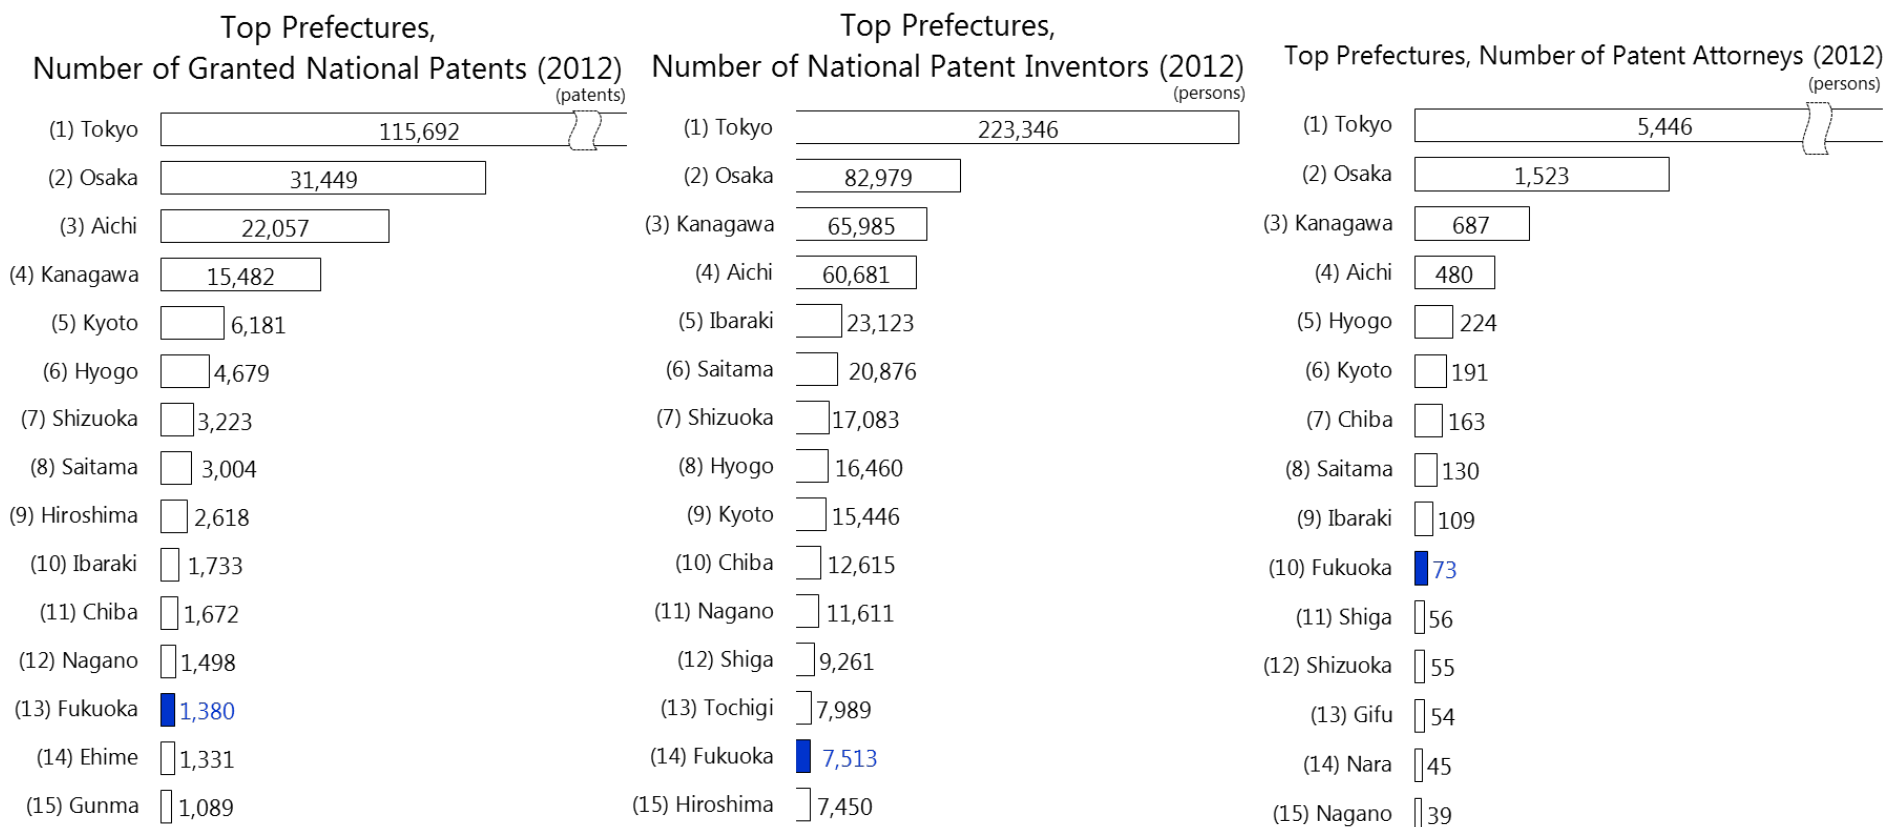 Top Prefectures,
Number of Granted National Patents (2012)
(patents)
(1) Tokyo 115,692
(2) Osaka 31,449
(3) Aichi 22,057
(4) Kanagawa 15,482
(5) Kyoto 6,181
(6) Hyogo 4,679
(7) Shizuoka 3,223
(8) Saitama 3,004
(9) Hiroshima 2,618
(10) Ibaraki 1,733
(11) Chiba 1,672
(12) Nagano 1,498
(13) Fukuoka 1,380
(14) Ehime 1,331
(15) Gunma 1,089
Top Prefectures,
Number of National Patent Inventors (2012)
(persons)
(1) Tokyo 223,346
(2) Osaka 82,979
(3) Kanagawa 65,985
(4) Aichi 60,681
(5) Ibaraki 23,123
(6) Saitama 20,876
(7) Shizuoka 17,083
(8) Hyogo 16,460
(9) Kyoto 15,446
(10) Chiba 12,615
(11) Nagano 11,611
(12) Shiga 9,261
(13) Tochigi 7,989
(14) Fukuoka 7,513
(15) Hiroshima 7,450
Top Prefectures, Number of Patent Attorneys (2012)
(persons)
(1) Tokyo 5,446
(2) Osaka 1,523
(3) Kanagawa 687
(4) Aichi 480
(5) Hyogo 224
(6) Kyoto 191
(7) Chiba 163
(8) Saitama 130
(9) Ibaraki 109
(10) Fukuoka 73
(11) Shiga 56
(12) Shizuoka 55
(13) Gifu 54
(14) Nara 45
(15) Nagano 39